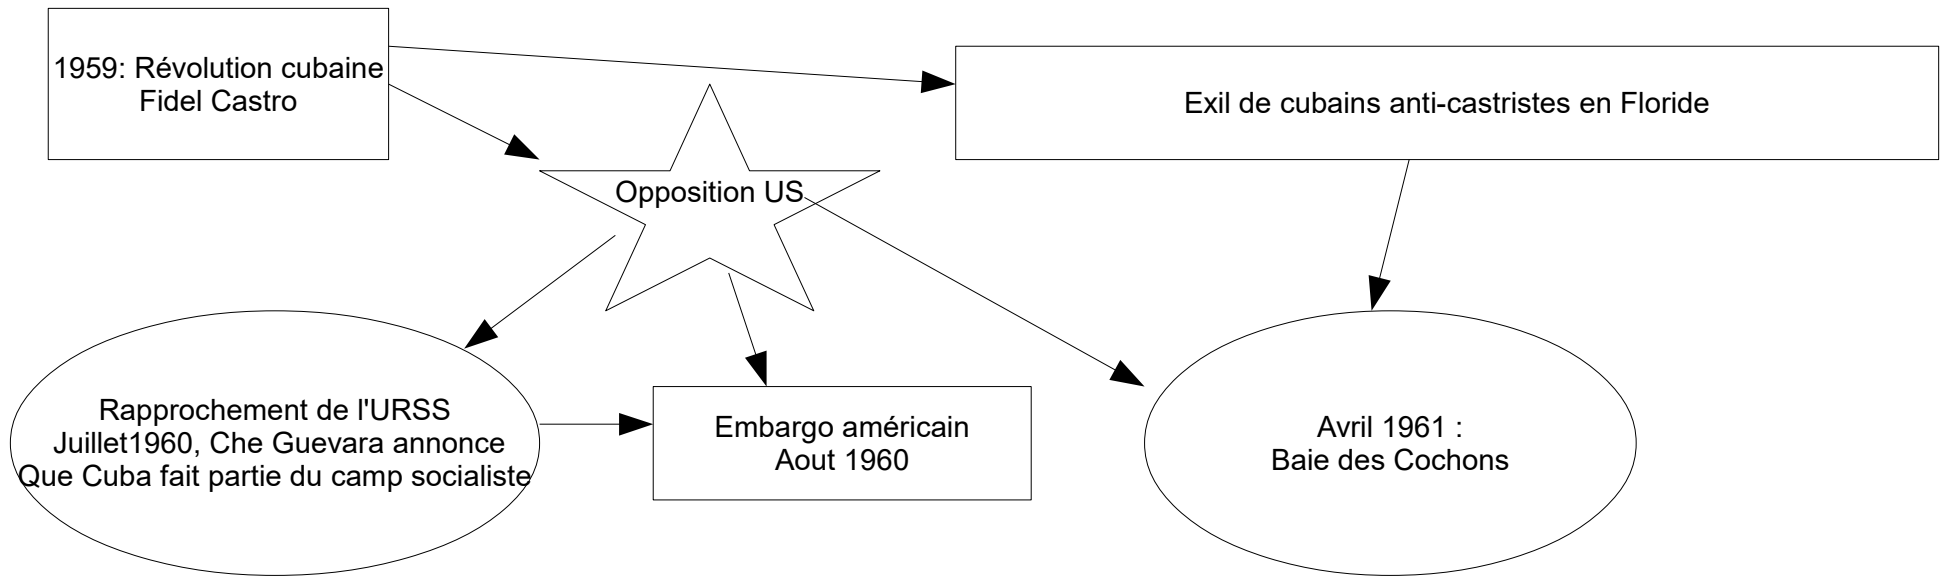 1959: Révolution cubaine
Fidel Castro
Exil de cubains anti-castristes en Floride
Opposition US
Rapprochement de l'URSS
Juillet1960, Che Guevara annonce
Que Cuba fait partie du camp socialiste
Embargo américain
Aout 1960
Avril 1961 :
Baie des Cochons